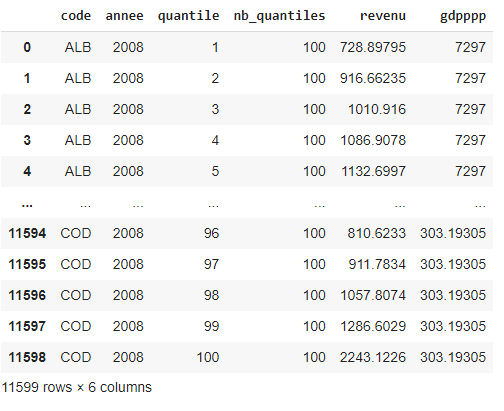 code annee quantile nb_quantiles revenu gdpppp
0 ALB 2008 1 100 728.89795 7297
1 ALB 2008 2 100 916.66235 7297
2 ALB 2008 3 100 1010.916 7297
3 ALB 2008 4 100 1086.9078 7297
4 ALB 2008 5 100 1132.6997 7297
... ... ... ... ... ... ...
11594 COD 2008 96 100 810.6233 303.19305
11595 COD 2008 97 100 911.7834 303.19305
11596 COD 2008 98 100 1057.8074 303.19305
11597 COD 2008 99 100 1286.6029 303.19305
11598 COD 2008 100 100 2243.1226 303.19305
11599 rows × 6 columns